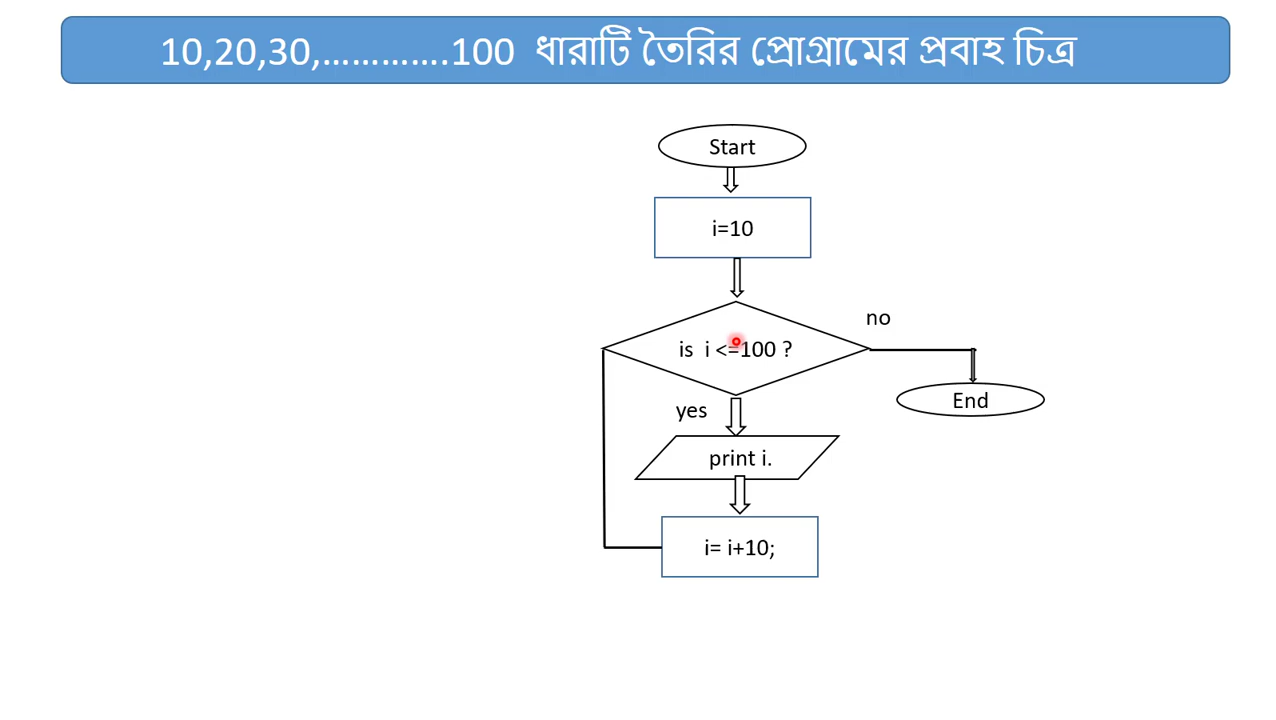 10,20,30,………….100 ধারাটি তৈরির প্রোগ্রামের প্রবাহ চিত্র
Start
i=10
is i <=100 ?
no
End
yes
print i.
i= i+10;